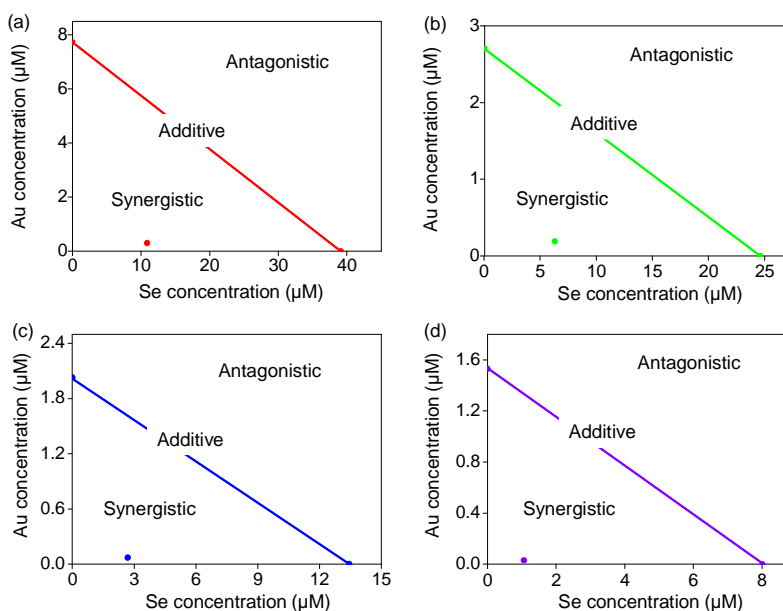 (a)
Au concentration (µM)
8
6
4
2
0
Antagonistic
Additive
Synergistic
0 10 20 30 40
Se concentration (µM)
(b)
Au concentration (µM)
3
2
1
0
Antagonistic
Additive
Synergistic
0 5 10 15 20 25
Se concentration (µM)
(c)
Au concentration (µM)
2.4
1.8
1.2
0.6
0.0
Antagonistic
Additive
Synergistic
0 3 6 9 12 15
Se concentration (µM)
(d)
Au concentration (µM)
1.6
1.2
0.8
0.4
0.0
Antagonistic
Additive
Synergistic
0 2 4 6 8
Se concentration (µM)